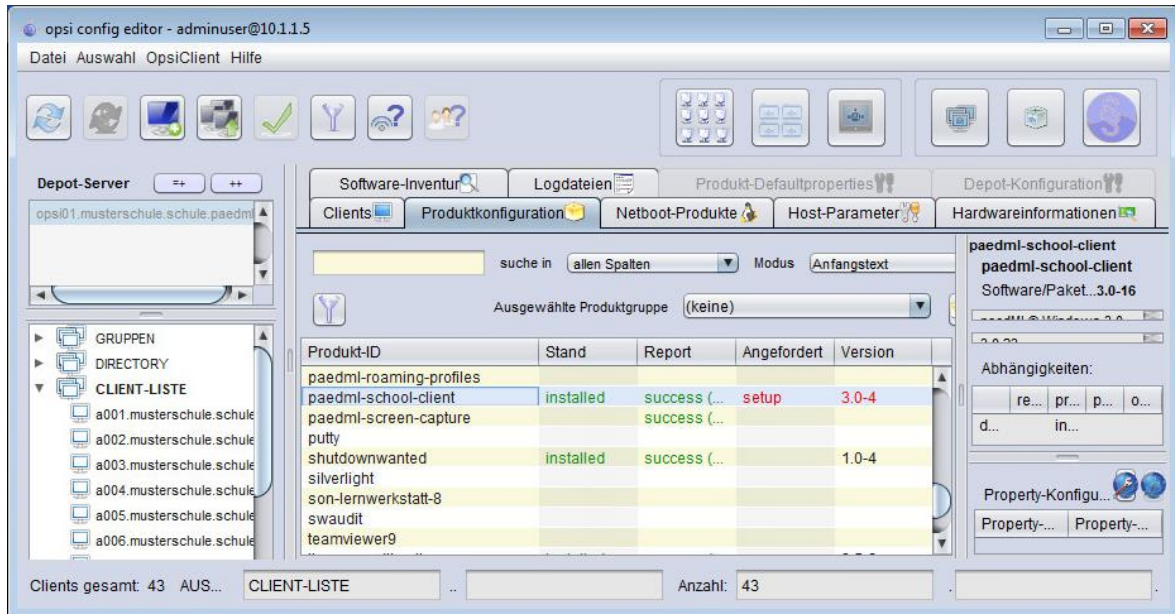 opsi config editor - adminuser@10.1.1.5
Datei Auswahl OpsiClient Hilfe
Depot-Server =+ ++
opsi01.musterschule.schule.paedml
GRUPPEN
DIRECTORY
CLIENT-LISTE
a001.musterschule.schule
a002.musterschule.schule
a003.musterschule.schule
a004.musterschule.schule
a005.musterschule.schule
a006.musterschule.schule
Software-Inventur Logdateien Produkt-Defaultproperties Depot-Konfiguration
Clients Produktkonfiguration Netboot-Produkte Host-Parameter Hardwareinformationen
suche in allen Spalten Modus Anfangstext
Ausgewählte Produktgruppe (keine)
Produkt-ID Stand Report Angefordert Version
paedml-roaming-profiles
paedml-school-client installed success (... setup 3.0-4
paedml-screen-capture success (...
putty
shutdownwanted installed success (... 1.0-4
silverlight
son-lernwerkstatt-8
swaudit
teamviewer9
paedml-school-client
paedml-school-client
Software/Paket...3.0-16
Abhängigkeiten:
re... pr... p... o...
d... in...
Property-Konfigu...
Property-... Property-...
Clients gesamt: 43 AUS... CLIENT-LISTE .. Anzahl: 43 . .